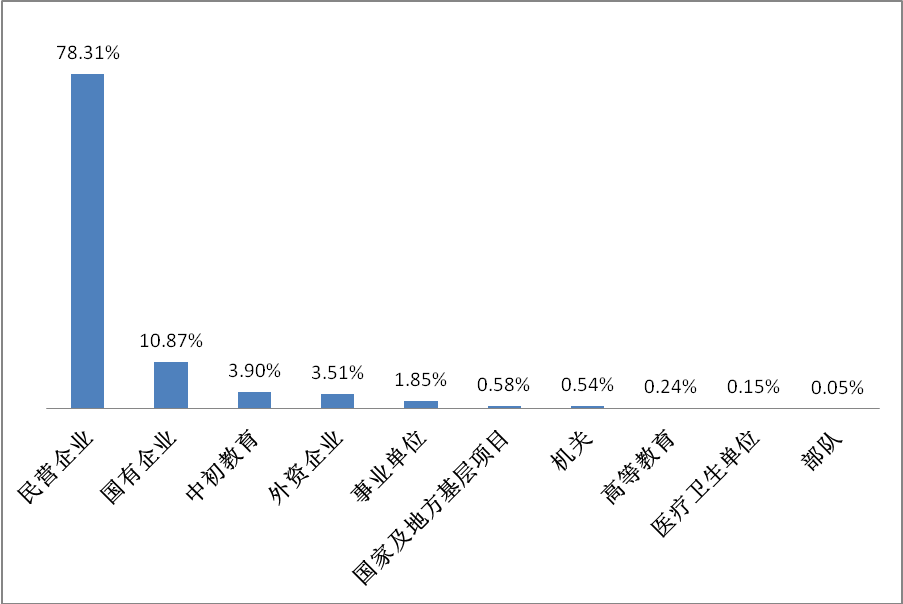 78.31%
10.87%
3.90%
3.51%
1.85%
0.58%
0.54%
0.24%
0.15%
0.05%
民营企业
国有企业
中初教育
外资企业
事业单位
国家及地方基层项目
机关
高等教育
医疗卫生单位
部队